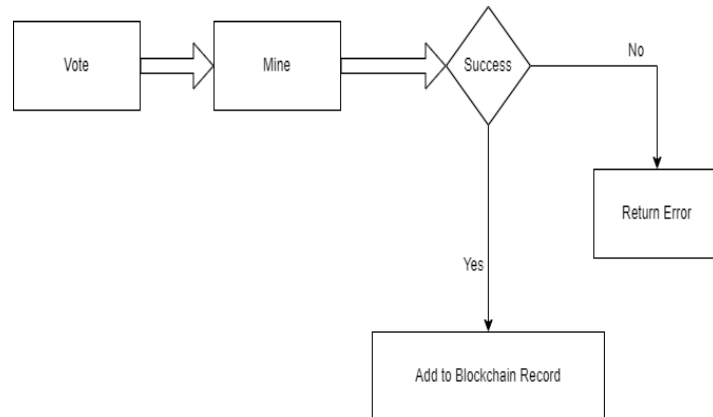 Vote
Mine
Success
No
Return Error
Yes
Add to Blockchain Record